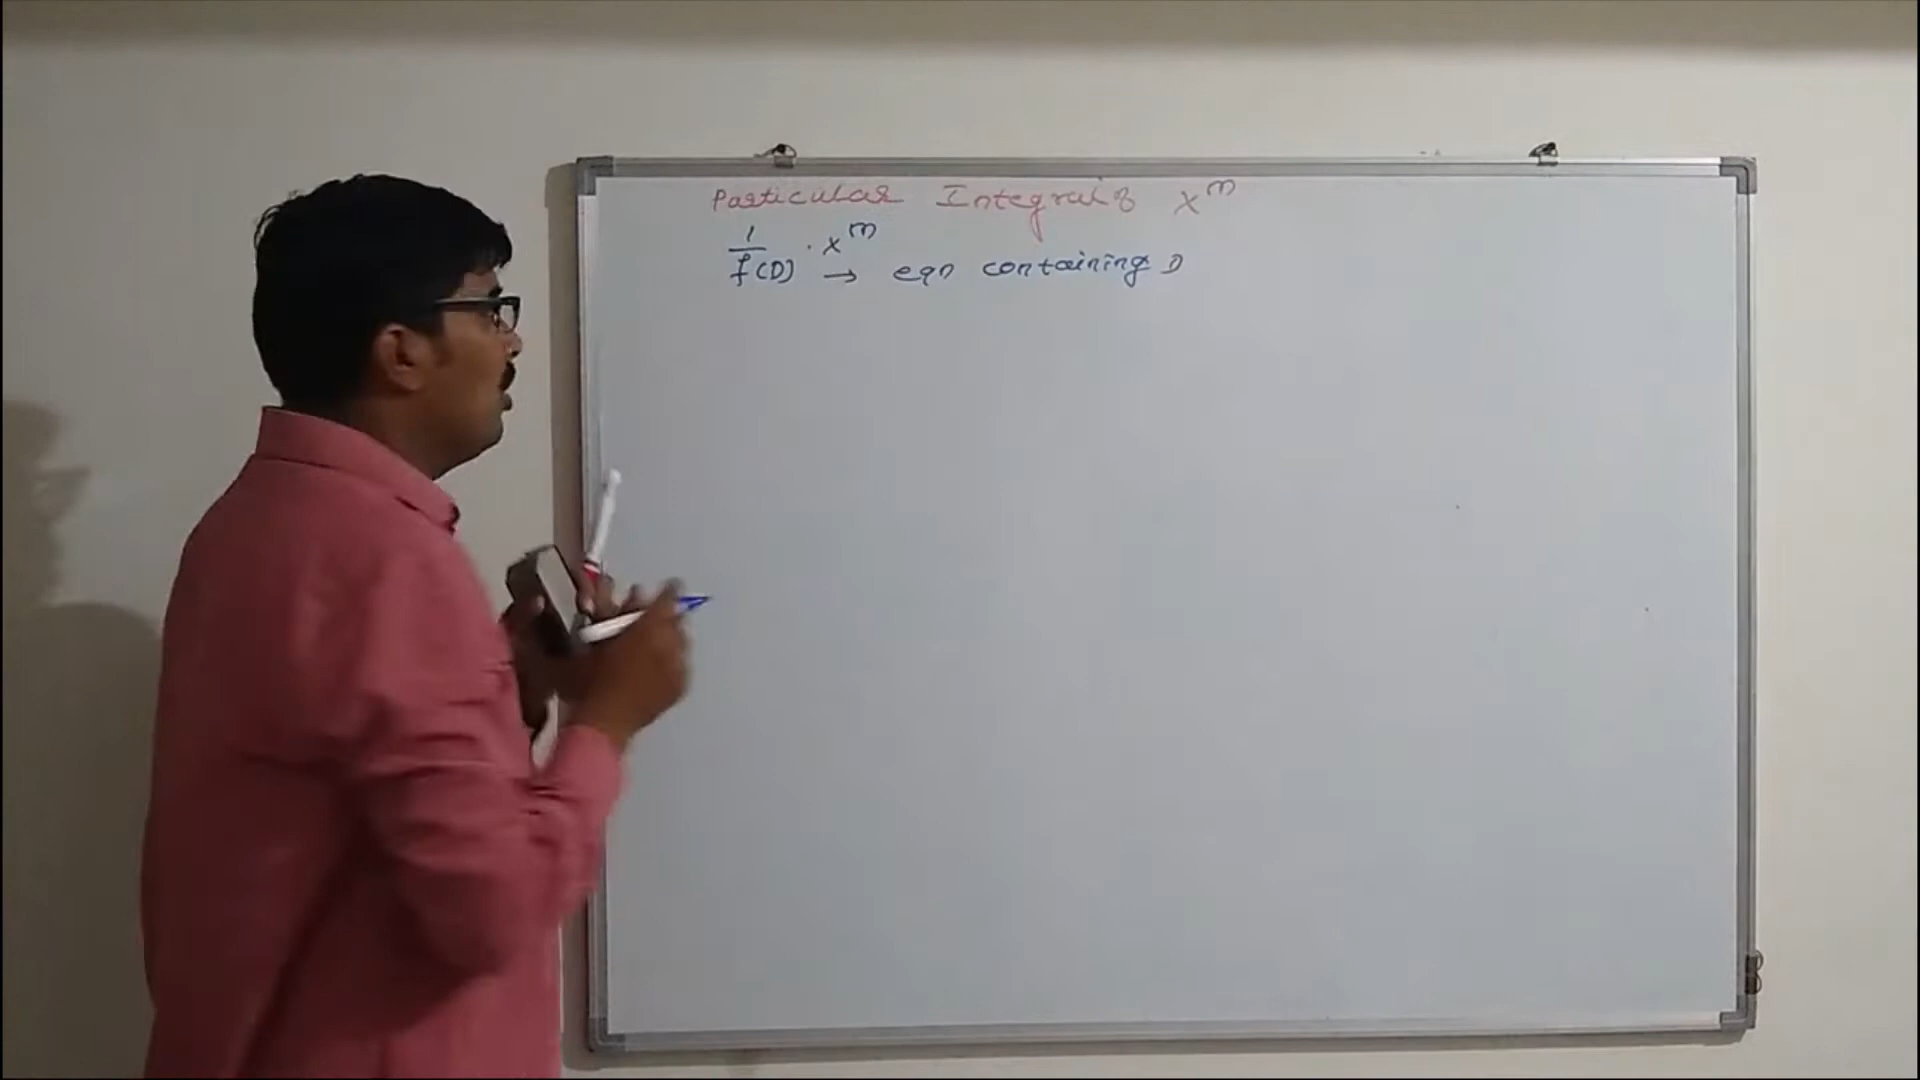 Particular Integral of x^m
1/f(D) · x^m → eqn containing D